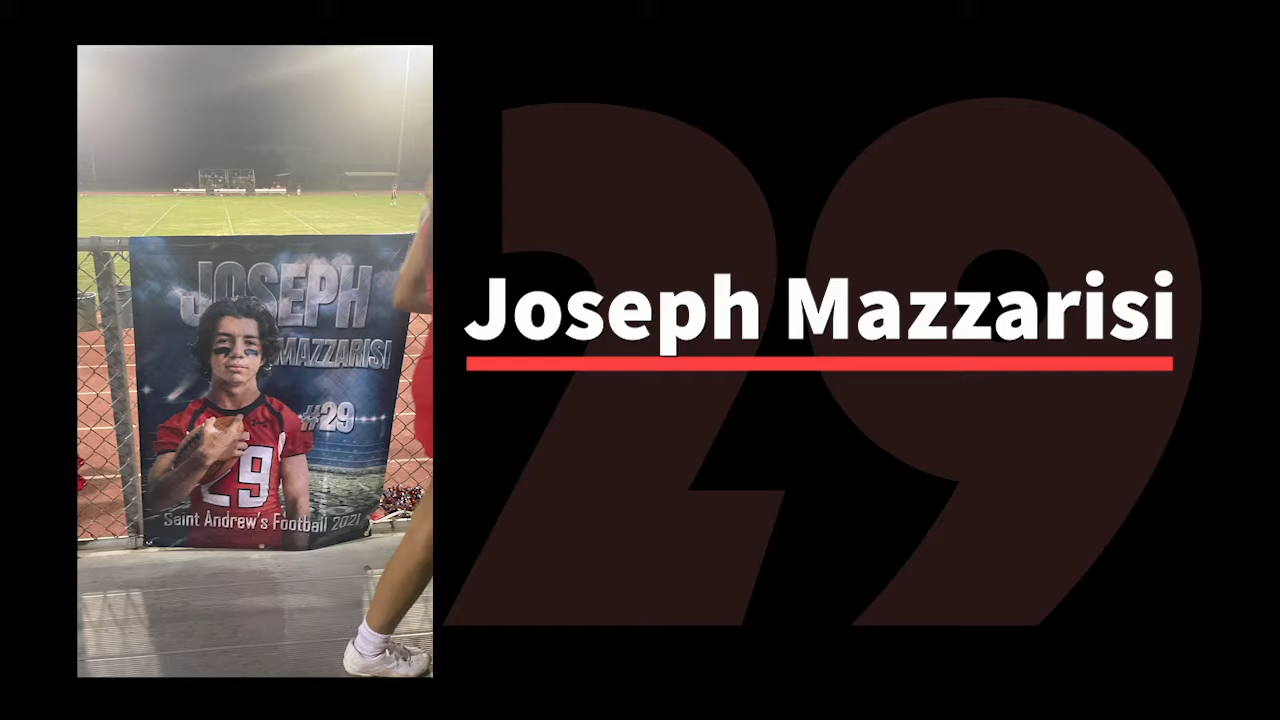 JOSEPH
MAZZARISI
#29
29
Saint Andrew's Football 2021
29
Joseph Mazzarisi